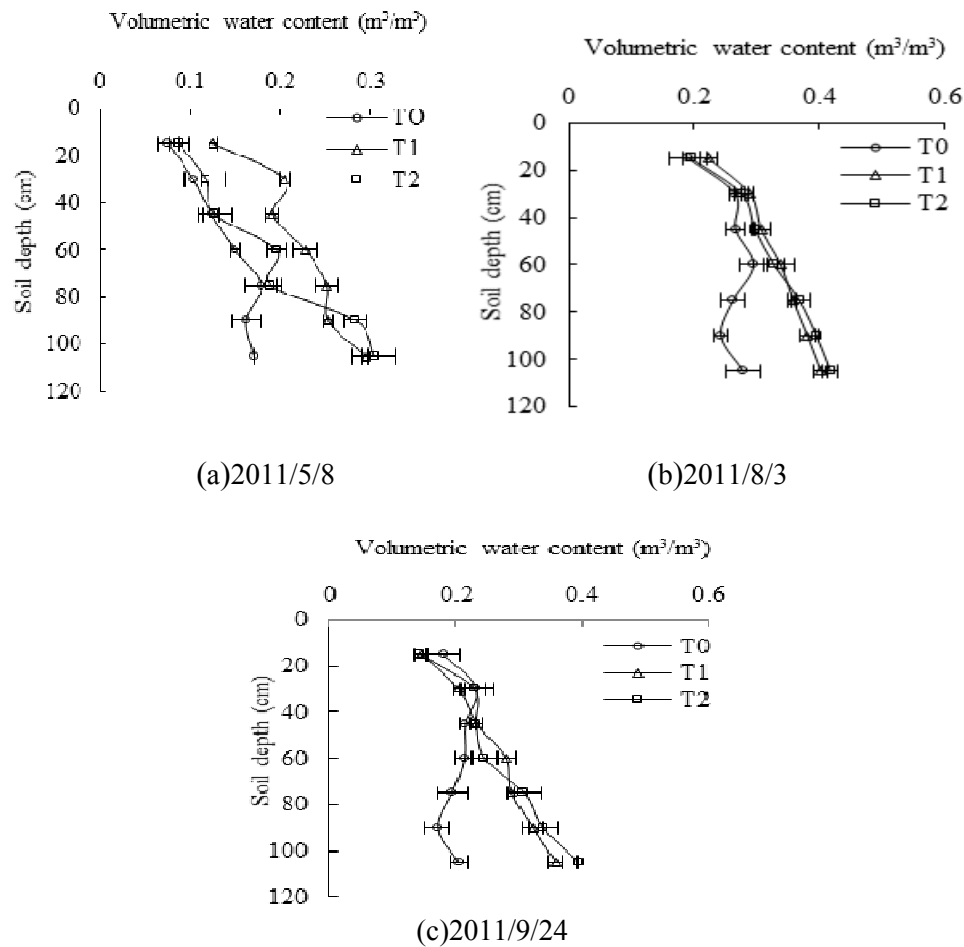 Volumetric water content (m³/m³)
0 0.1 0.2 0.3
0
20
40
60
80
100
120
Soil depth (cm)
T0
T1
T2
(a)2011/5/8
Volumetric water content (m³/m³)
0 0.2 0.4 0.6
0
20
40
60
80
100
120
Soil depth (cm)
T0
T1
T2
(b)2011/8/3
Volumetric water content (m³/m³)
0 0.2 0.4 0.6
0
20
40
60
80
100
120
Soil depth (cm)
T0
T1
T2
(c)2011/9/24